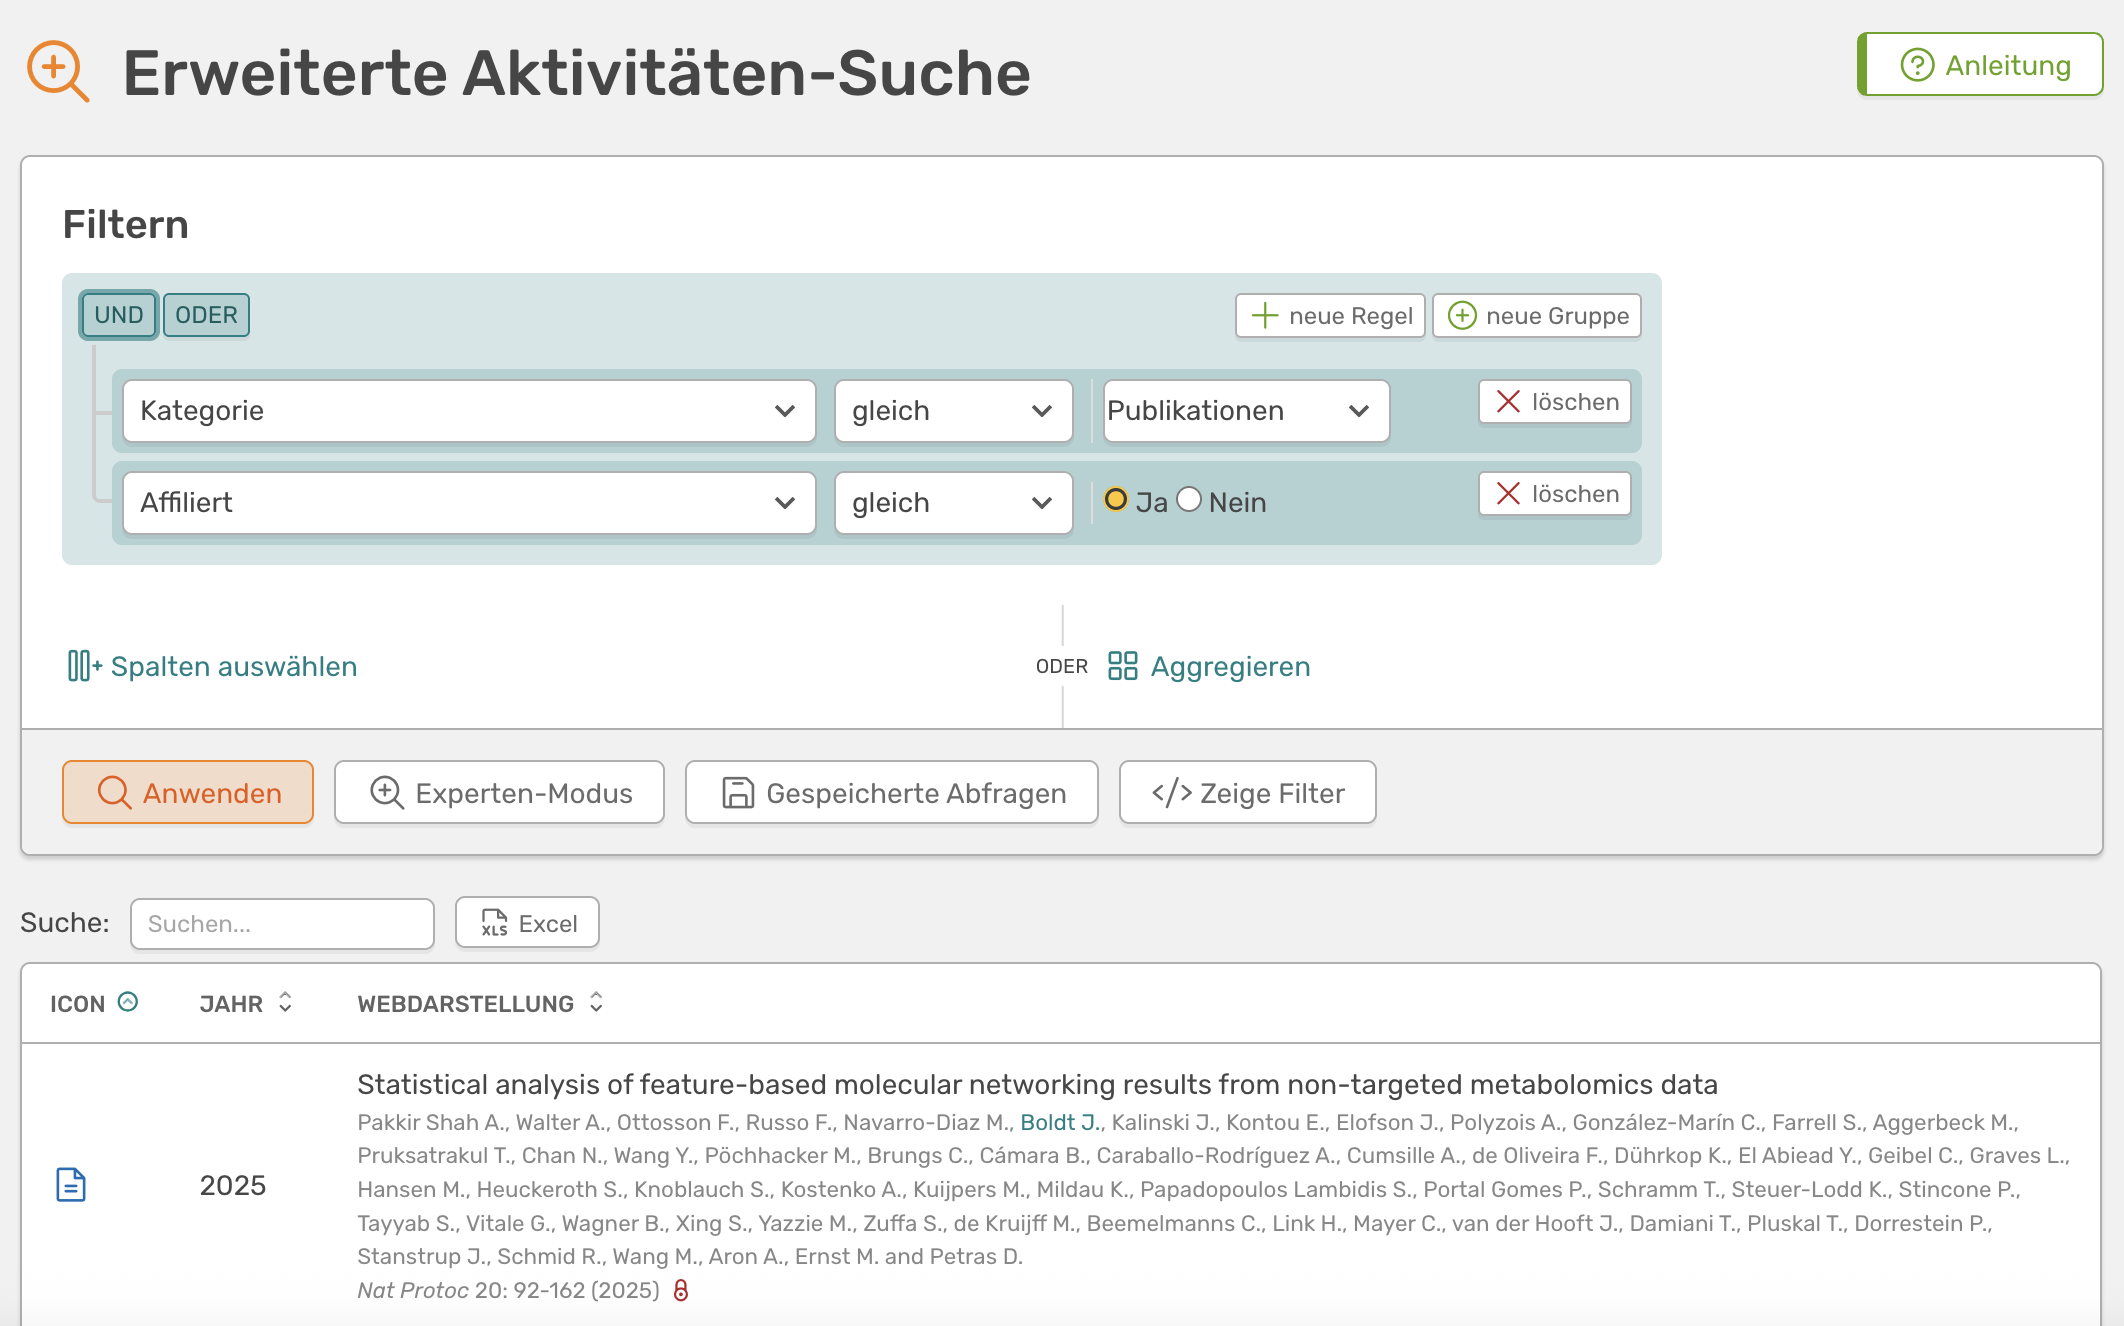 Erweiterte Aktivitäten-Suche
Anleitung
Filtern
UND ODER
neue Regel neue Gruppe
Kategorie gleich Publikationen löschen
Affiliert gleich Ja Nein löschen
Spalten auswählen ODER Aggregieren
Anwenden Experten-Modus Gespeicherte Abfragen </> Zeige Filter
Suche: Suchen... XLS Excel
ICON JAHR WEBDARSTELLUNG
Statistical analysis of feature-based molecular networking results from non-targeted metabolomics data
Pakkir Shah A., Walter A., Ottosson F., Russo F., Navarro-Diaz M., Boldt J., Kalinski J., Kontou E., Elofson J., Polyzois A., González-Marín C., Farrell S., Aggerbeck M.,
Pruksatrakul T., Chan N., Wang Y., Pöchhacker M., Brungs C., Cámara B., Caraballo-Rodríguez A., Cumsille A., de Oliveira F., Dührkop K., El Abiead Y., Geibel C., Graves L.,
2025
Hansen M., Heuckeroth S., Knoblauch S., Kostenko A., Kuijpers M., Mildau K., Papadopoulos Lambidis S., Portal Gomes P., Schramm T., Steuer-Lodd K., Stincone P.,
Tayyab S., Vitale G., Wagner B., Xing S., Yazzie M., Zuffa S., de Kruijff M., Beemelmanns C., Link H., Mayer C., van der Hooft J., Damiani T., Pluskal T., Dorrestein P.,
Stanstrup J., Schmid R., Wang M., Aron A., Ernst M. and Petras D.
Nat Protoc 20: 92-162 (2025)